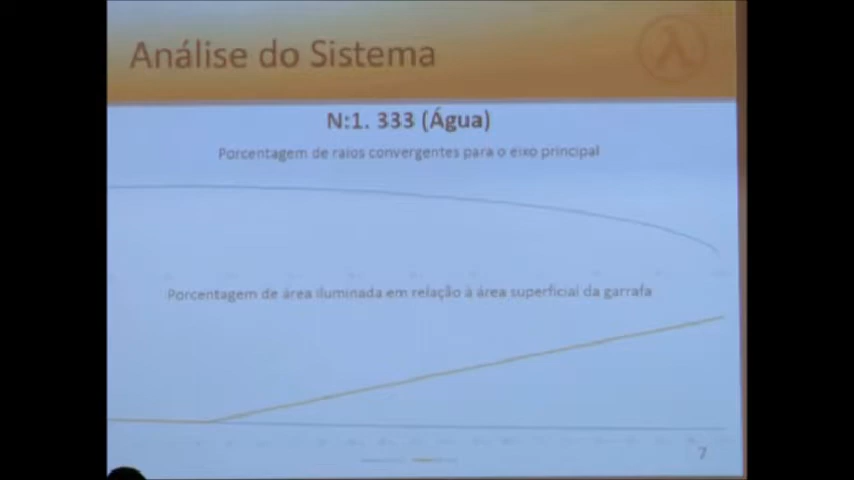 Análise do Sistema
λ
N:1. 333 (Água)
Porcentagem de raios convergentes para o eixo principal
Porcentagem de área iluminada em relação à área superficial da garrafa
7